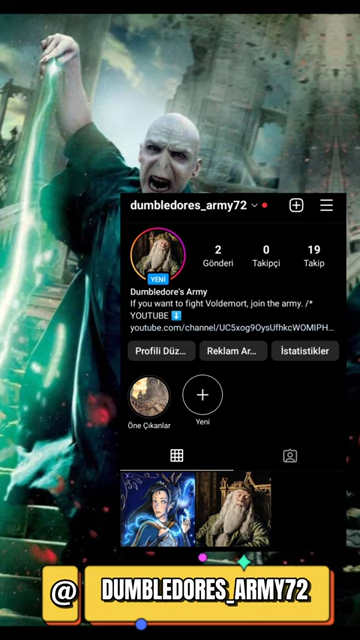 dumbledores_army72
2 0 19
Gönderi Takipçi Takip
YENİ
Dumbledore's Army
If you want to fight Voldemort, join the army. /*
YOUTUBE ⬇️
youtube.com/channel/UC5xog9OysUfhkcWOMIPH...
Profili Düz... Reklam Ar... İstatistikler
Öne Çıkanlar Yeni
@ DUMBLEDORES_ARMY72